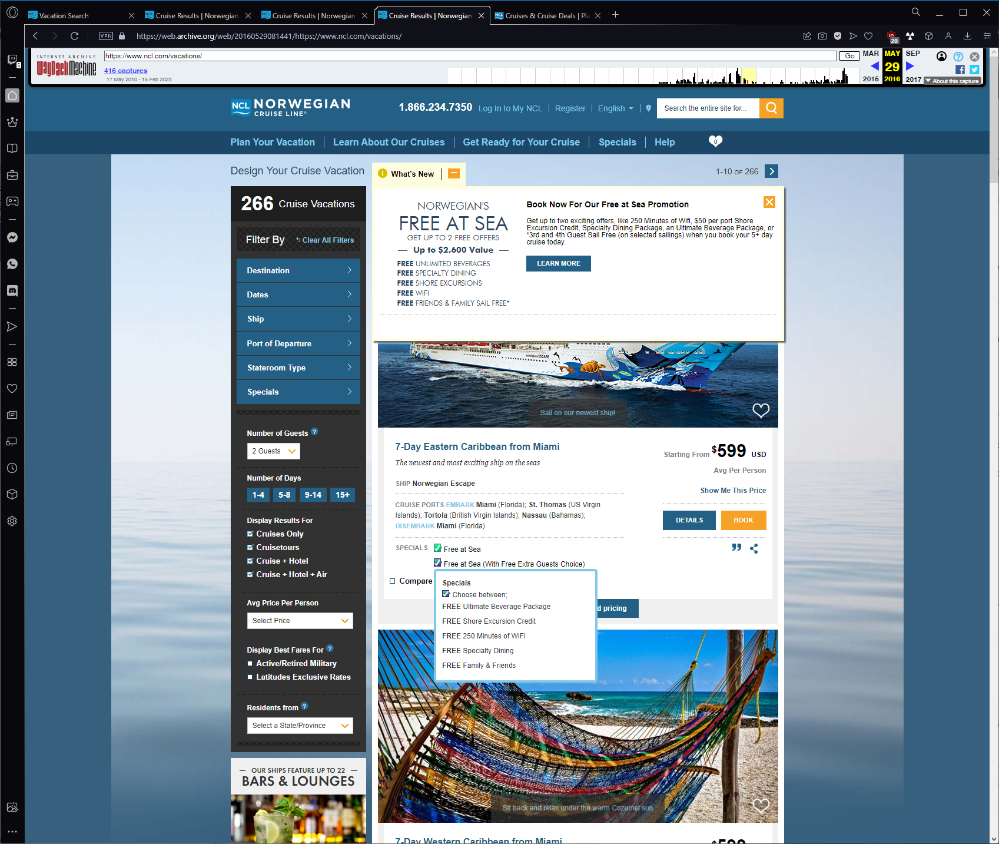 Vacation Search
Cruise Results | Norwegian
Cruise Results | Norwegian
Cruise Results | Norwegian
Cruises & Cruise Deals | Pla
VPN
https://web.archive.org/web/20160529081441/https://www.ncl.com/vacations/
20
5
INTERNET ARCHIVE
WayBackMachine
https://www.ncl.com/vacations/
Go
416 captures
17 May 2010 - 15 Feb 2023
MAR
MAY
SEP
29
2015
2016
2017
About this capture
NCL NORWEGIAN
CRUISE LINE®
1.866.234.7350
Log In to My NCL
Register
English
Search the entire site for...
Plan Your Vacation
Learn About Our Cruises
Get Ready for Your Cruise
Specials
Help
0
Design Your Cruise Vacation
What's New
1-10 OF 266
266 Cruise Vacations
Filter By
Clear All Filters
Destination
Dates
Ship
Port of Departure
Stateroom Type
Specials
Number of Guests ?
2 Guests
Number of Days
1-4
5-8
9-14
15+
Display Results For
Cruises Only
Cruisetours
Cruise + Hotel
Cruise + Hotel + Air
Avg Price Per Person
Select Price
Display Best Fares For ?
Active/Retired Military
Latitudes Exclusive Rates
Residents from ?
Select a State/Province
OUR SHIPS FEATURE UP TO 22
BARS & LOUNGES
NORWEGIAN'S
FREE AT SEA
GET UP TO 2 FREE OFFERS
Up to $2,600 Value
FREE UNLIMITED BEVERAGES
FREE SPECIALTY DINING
FREE SHORE EXCURSIONS
FREE WIFI
FREE FRIENDS & FAMILY SAIL FREE*
Book Now For Our Free at Sea Promotion
Get up to two exciting offers, like 250 Minutes of Wifi, $50 per port Shore
Excursion Credit, Specialty Dining Package, an Ultimate Beverage Package, or
*3rd and 4th Guest Sail Free (on selected sailings) when you book your 5+ day
cruise today.
LEARN MORE
NORWEGIAN ESCAPE
Sail on our newest ship!
7-Day Eastern Caribbean from Miami
The newest and most exciting ship on the seas
SHIP Norwegian Escape
CRUISE PORTS EMBARK Miami (Florida); St. Thomas (US Virgin
Islands); Tortola (British Virgin Islands); Nassau (Bahamas);
DISEMBARK Miami (Florida)
SPECIALS
Free at Sea
Free at Sea (With Free Extra Guests Choice)
Starting From $599 USD
Avg Per Person
Show Me This Price
DETAILS
BOOK
Compare
Specials
Choose between;
FREE Ultimate Beverage Package
FREE Shore Excursion Credit
FREE 250 Minutes of WiFi
FREE Specialty Dining
FREE Family & Friends
d pricing
Sit back and relax under the warm Cozumel sun
7-Day Western Caribbean from Miami
$599